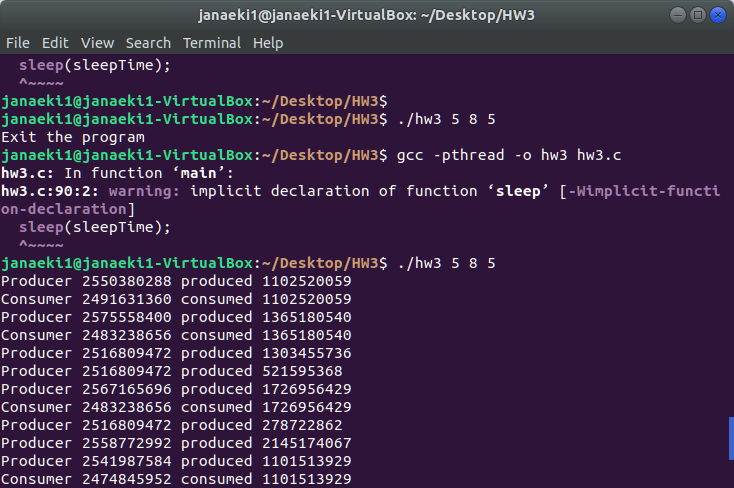 janaeki1@janaeki1-VirtualBox: ~/Desktop/HW3
File Edit View Search Terminal Help
  sleep(sleepTime);
  ^~~~~
janaeki1@janaeki1-VirtualBox:~/Desktop/HW3$
janaeki1@janaeki1-VirtualBox:~/Desktop/HW3$ ./hw3 5 8 5
Exit the program
janaeki1@janaeki1-VirtualBox:~/Desktop/HW3$ gcc -pthread -o hw3 hw3.c
hw3.c: In function ‘main’:
hw3.c:90:2: warning: implicit declaration of function ‘sleep’ [-Wimplicit-functi
on-declaration]
  sleep(sleepTime);
  ^~~~~
janaeki1@janaeki1-VirtualBox:~/Desktop/HW3$ ./hw3 5 8 5
Producer 2550380288 produced 1102520059
Consumer 2491631360 consumed 1102520059
Producer 2575558400 produced 1365180540
Consumer 2483238656 consumed 1365180540
Producer 2516809472 produced 1303455736
Producer 2516809472 produced 521595368
Producer 2567165696 produced 1726956429
Consumer 2483238656 consumed 1726956429
Producer 2516809472 produced 278722862
Producer 2558772992 produced 2145174067
Producer 2541987584 produced 1101513929
Consumer 2474845952 consumed 1101513929